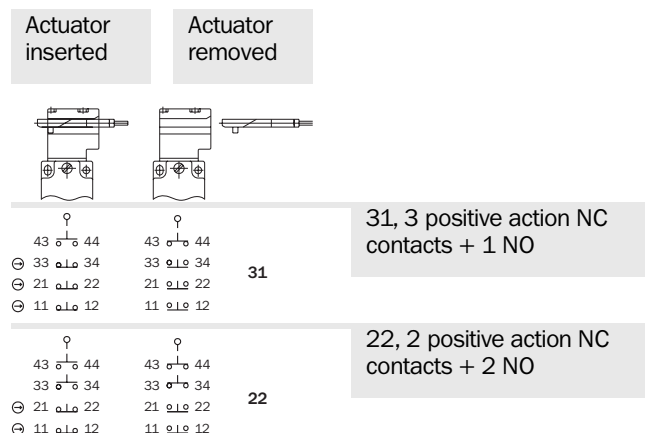 Actuator inserted
Actuator removed
43 44 43 44
33 34 33 34
21 22 21 22
11 12 11 12
31
31, 3 positive action NC
contacts + 1 NO
43 44 43 44
33 34 33 34
21 22 21 22
11 12 11 12
22
22, 2 positive action NC
contacts + 2 NO